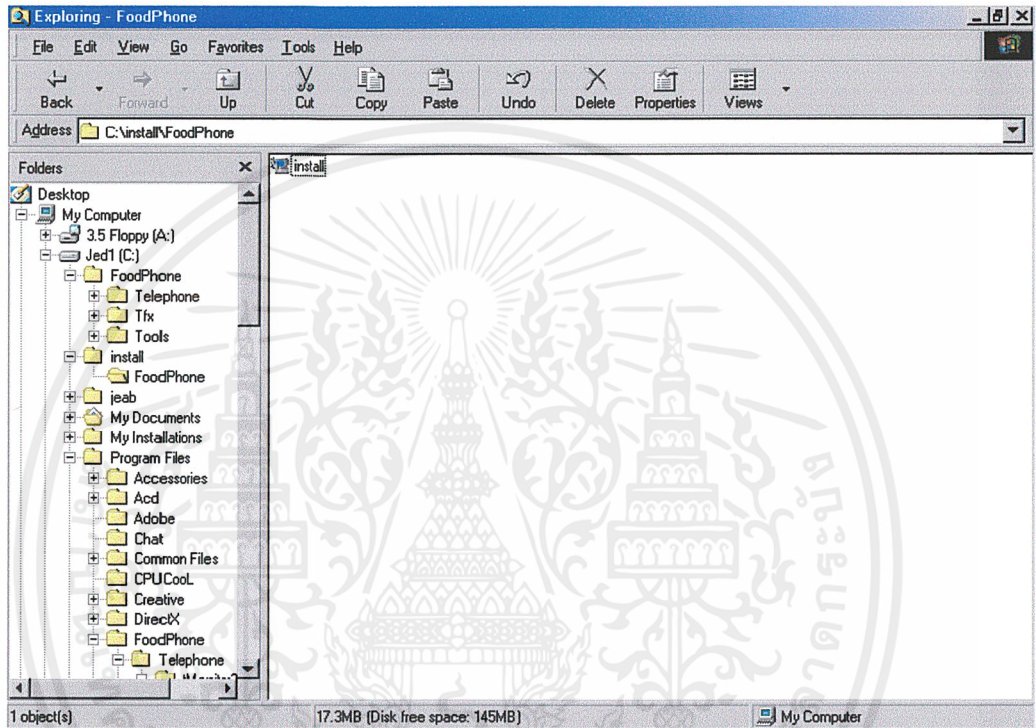 Exploring - FoodPhone
File Edit View Go Favorites Tools Help
Back Forward Up Cut Copy Paste Undo Delete Properties Views
Address C:\install\FoodPhone
Folders
install
Desktop
My Computer
3.5 Floppy (A:)
Jed1 (C:)
FoodPhone
Telephone
Tfx
Tools
install
FoodPhone
jeab
My Documents
My Installations
Program Files
Accessories
Acd
Adobe
Chat
Common Files
CPUCooL
Creative
DirectX
FoodPhone
Telephone
1 object(s) 17.3MB (Disk free space: 145MB) My Computer